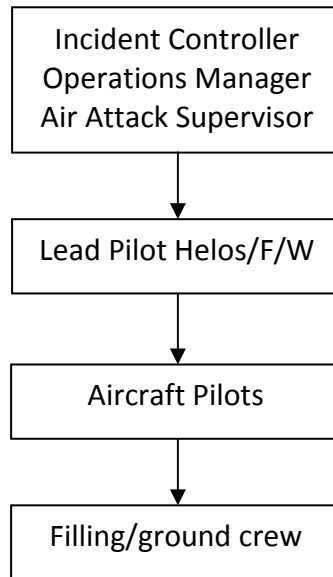 Incident Controller
Operations Manager
Air Attack Supervisor
Lead Pilot Helos/F/W
Aircraft Pilots
Filling/ground crew